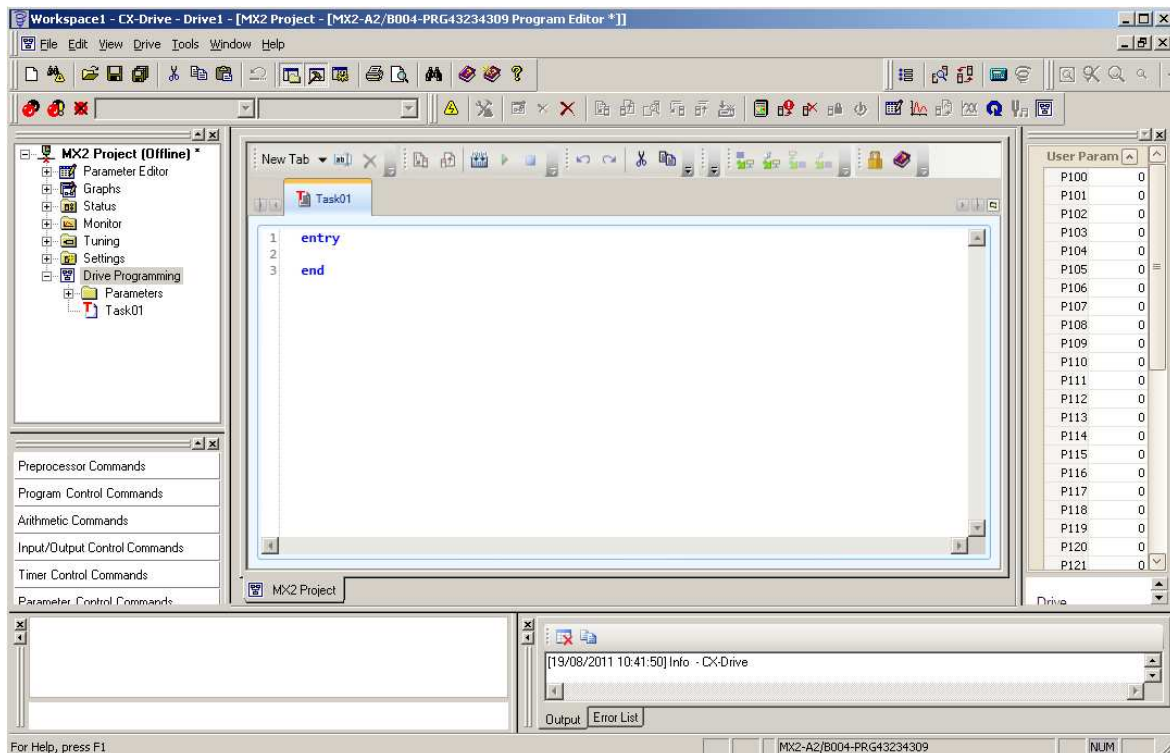 Workspace1 - CX-Drive - Drive1 - [MX2 Project - [MX2-A2/B004-PRG43234309 Program Editor *]]
File Edit View Drive Tools Window Help
MX2 Project (Offline) *
Parameter Editor
Graphs
Status
Monitor
Tuning
Settings
Drive Programming
Parameters
Task01
Preprocessor Commands
Program Control Commands
Arithmetic Commands
Input/Output Control Commands
Timer Control Commands
Parameter Control Commands
New Tab
Task01
1 entry
2
3 end
MX2 Project
User Param
P100 0
P101 0
P102 0
P103 0
P104 0
P105 0
P106 0
P107 0
P108 0
P109 0
P110 0
P111 0
P112 0
P113 0
P114 0
P115 0
P116 0
P117 0
P118 0
P119 0
P120 0
P121 0
Drive
[19/08/2011 10:41:50] Info - CX-Drive
Output Error List
For Help, press F1
MX2-A2/B004-PRG43234309
NUM